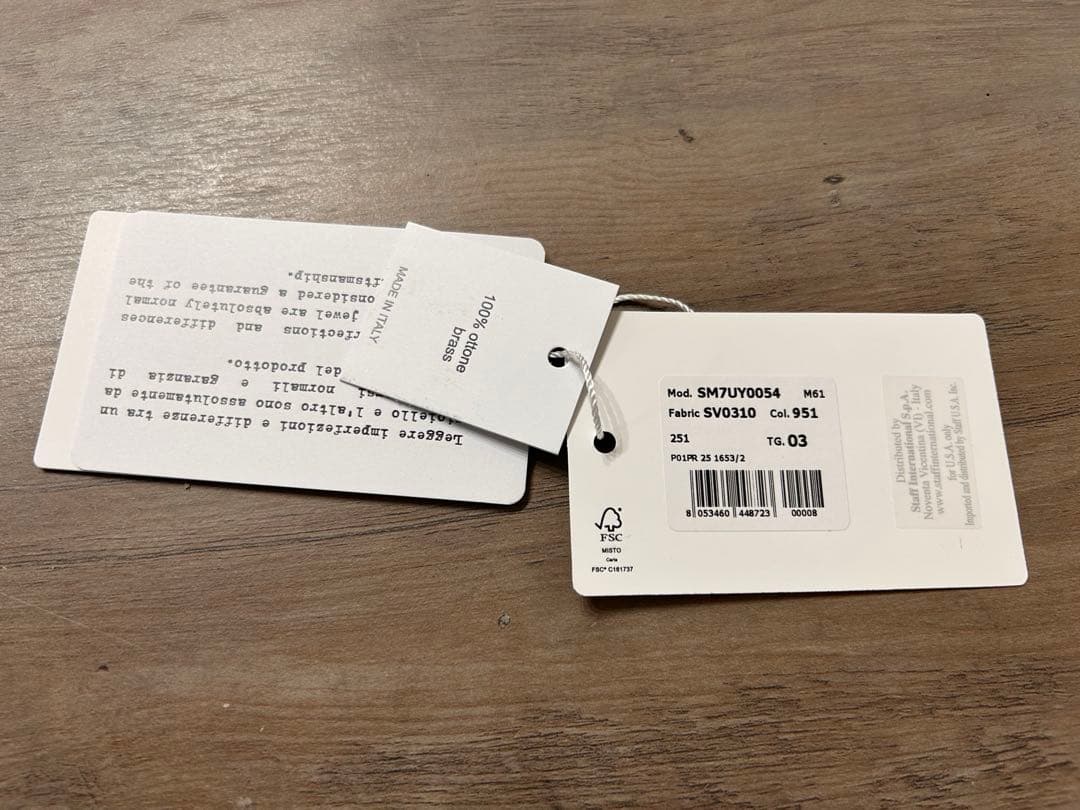 Leggere imperfezioni e differenze tra un
ioiello e l'altro sono assolutamente da
normali e garanzia di
del prodotto.
rfections and differences
jewel are absolutely normal
onsidered a guarantee of the
ftsmanship.
MADE IN ITALY
100% ottone
brass
Mod. SM7UY0054 M61
Fabric SV0310 Col. 951
251 TG. 03
P01PR 25 1653/2
8 053460 448723 00008
FSC
MISTO
Carta
FSC® C181737
Distributed by
Staff International S.p.A.
Noventa Vicentina (VI) - Italy
www.staffinternational.com
for U.S.A. only
Imported and distributed by Staff U.S.A. Inc.